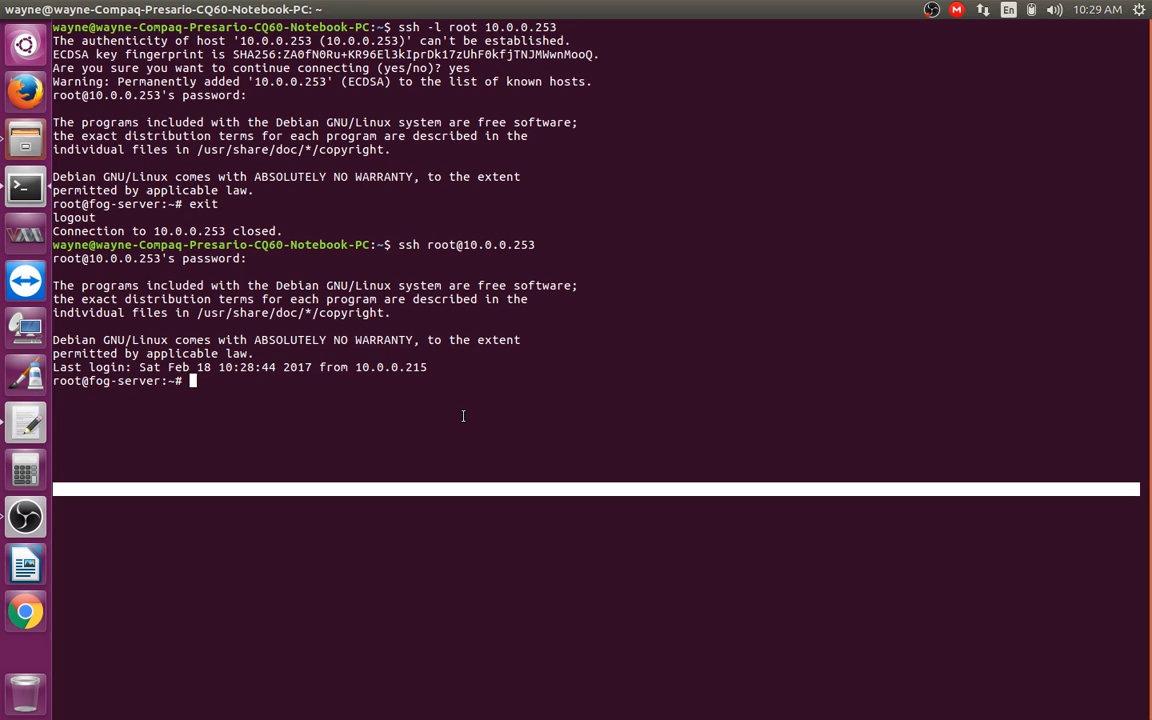 wayne@wayne-Compaq-Presario-CQ60-Notebook-PC: ~
M
En
10:29 AM
wayne@wayne-Compaq-Presario-CQ60-Notebook-PC:~$ ssh -l root 10.0.0.253
The authenticity of host '10.0.0.253 (10.0.0.253)' can't be established.
ECDSA key fingerprint is SHA256:ZA0fN0Ru+KR96El3kIprDk17zUhF0kfjTNJMWwnMooQ.
Are you sure you want to continue connecting (yes/no)? yes
Warning: Permanently added '10.0.0.253' (ECDSA) to the list of known hosts.
root@10.0.0.253's password:
The programs included with the Debian GNU/Linux system are free software;
the exact distribution terms for each program are described in the
individual files in /usr/share/doc/*/copyright.
Debian GNU/Linux comes with ABSOLUTELY NO WARRANTY, to the extent
permitted by applicable law.
root@fog-server:~# exit
logout
Connection to 10.0.0.253 closed.
wayne@wayne-Compaq-Presario-CQ60-Notebook-PC:~$ ssh root@10.0.0.253
root@10.0.0.253's password:
The programs included with the Debian GNU/Linux system are free software;
the exact distribution terms for each program are described in the
individual files in /usr/share/doc/*/copyright.
Debian GNU/Linux comes with ABSOLUTELY NO WARRANTY, to the extent
permitted by applicable law.
Last login: Sat Feb 18 10:28:44 2017 from 10.0.0.215
root@fog-server:~#